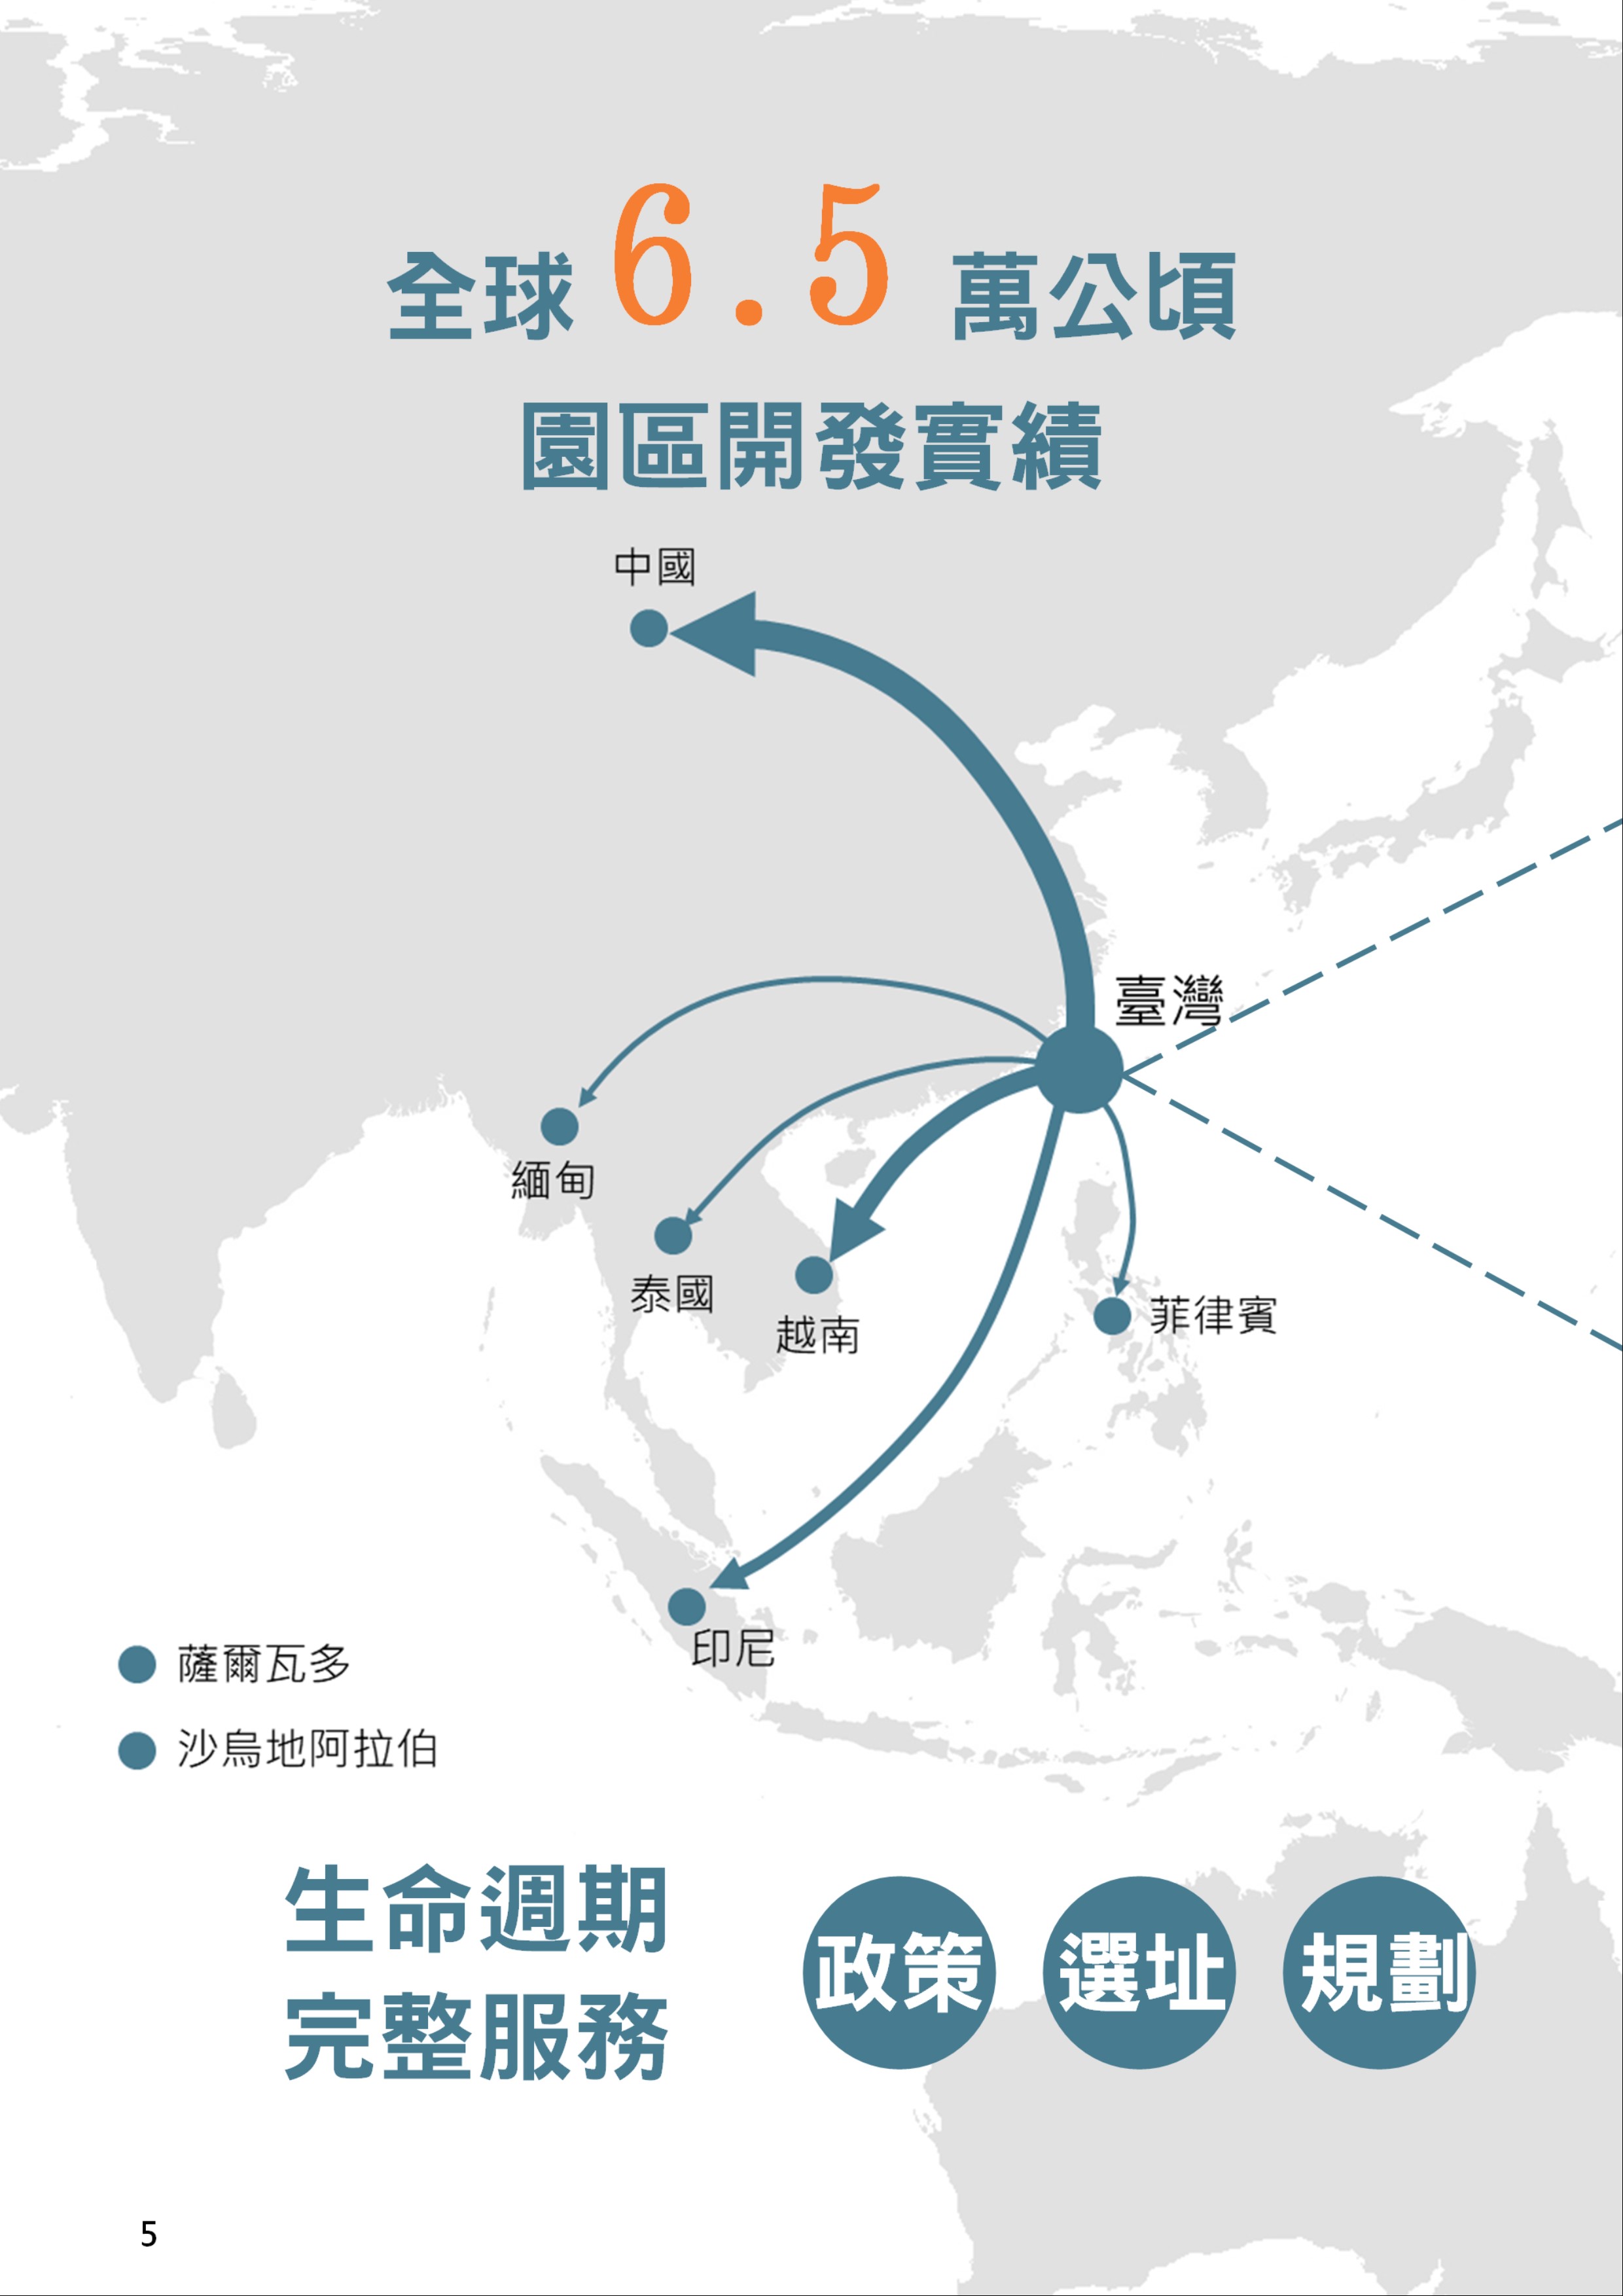 全球 6.5 萬公頃
園區開發實績
中國
臺灣
緬甸
泰國
越南
菲律賓
印尼
薩爾瓦多
沙烏地阿拉伯
生命週期
完整服務
政策 選址 規劃
5